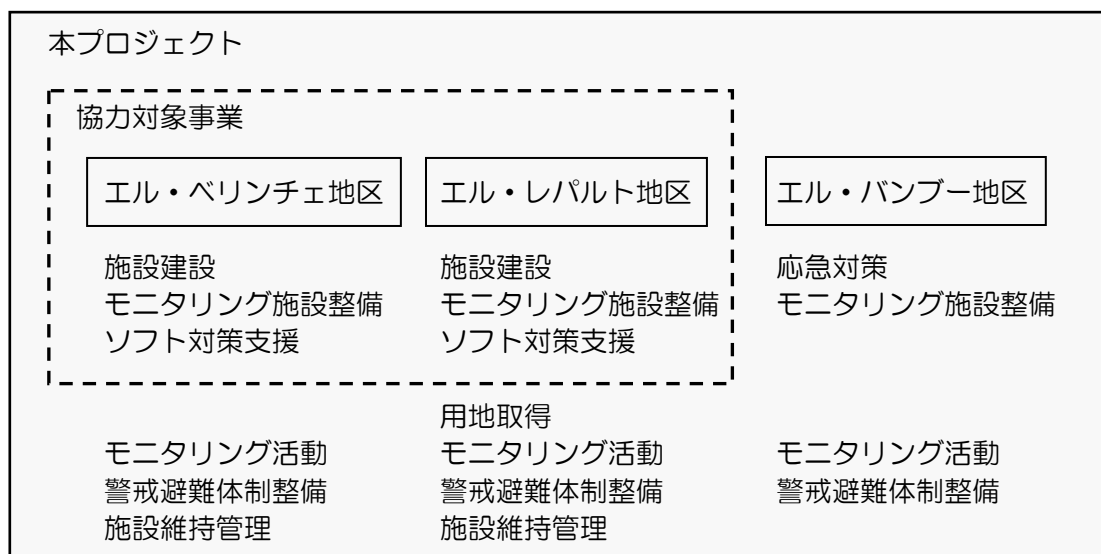 本プロジェクト
協力対象事業
エル・ベリンチェ地区
エル・レパルト地区
エル・バンブー地区
施設建設
モニタリング施設整備
ソフト対策支援
施設建設
モニタリング施設整備
ソフト対策支援
応急対策
モニタリング施設整備
モニタリング活動
警戒避難体制整備
施設維持管理
用地取得
モニタリング活動
警戒避難体制整備
施設維持管理
モニタリング活動
警戒避難体制整備